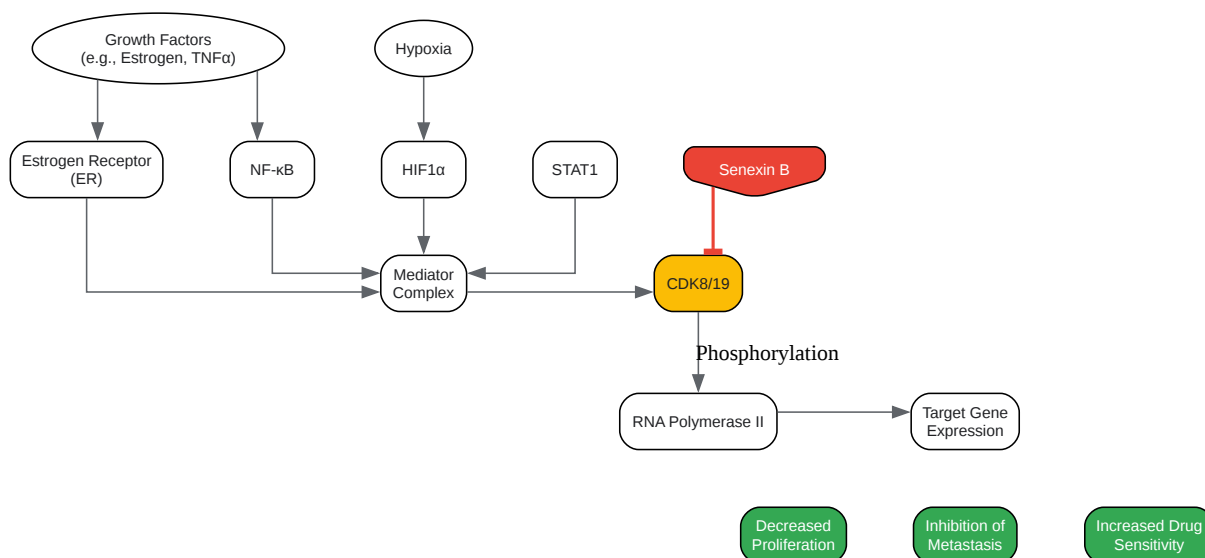 Growth Factors
(e.g., Estrogen, TNFα)
Hypoxia
Estrogen Receptor
(ER)
NF-κB
HIF1α
STAT1
Senexin B
Mediator
Complex
CDK8/19
Phosphorylation
RNA Polymerase II
Target Gene
Expression
Decreased
Proliferation
Inhibition of
Metastasis
Increased Drug
Sensitivity